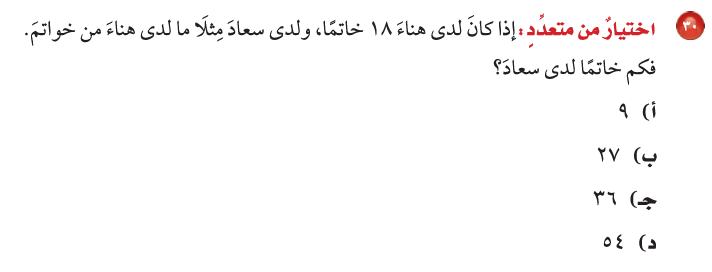 ٣٠ اختيارٌ من متعدِّدٍ: إذا كانَ لدى هناءَ ١٨ خاتمًا، ولدى سعادَ مِثلَا ما لدى هناءَ من خواتمَ.
فكم خاتمًا لدى سعادَ؟
أ) ٩
ب) ٢٧
جـ) ٣٦
د) ٥٤